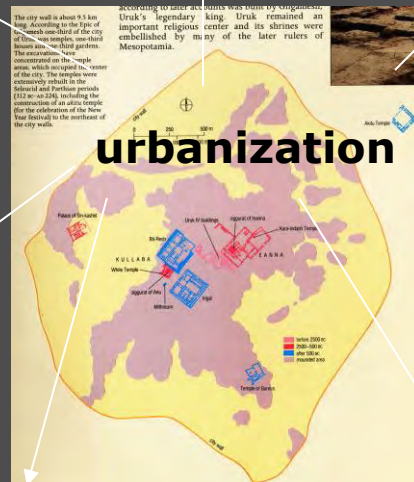 The city wall is about 9.5 km
long. According to the Epic of
Gilgamesh one-third of the city
of Uruk was temples, one-third
houses and one-third gardens.
The excavations have
concentrated on the temple
areas, which occupied the center
of the city. The temples were
extensively rebuilt in the
Seleucid and Parthian periods
(312 BC-AD 224), including the
construction of an akitu temple
(for the celebration of the New
Year festival) to the northeast of
the city walls.
according to later accounts was built by Gilgamesh,
Uruk's legendary king. Uruk remained an
important religious center and its shrines were
embellished by many of the later rulers of
Mesopotamia.
city wall
0 250 500 m
Akitu Temple
urbanization
Palace of Sin-kashid
Uruk IV buildings
ziggurat of Inanna
Kara-indash Temple
Bit Resh
KULLABA
EANNA
White Temple
ziggurat of Anu
Irigal
Mithraeum
before 2500 BC
2500-500 BC
after 500 BC
mounded area
Temple of Gareus
city wall